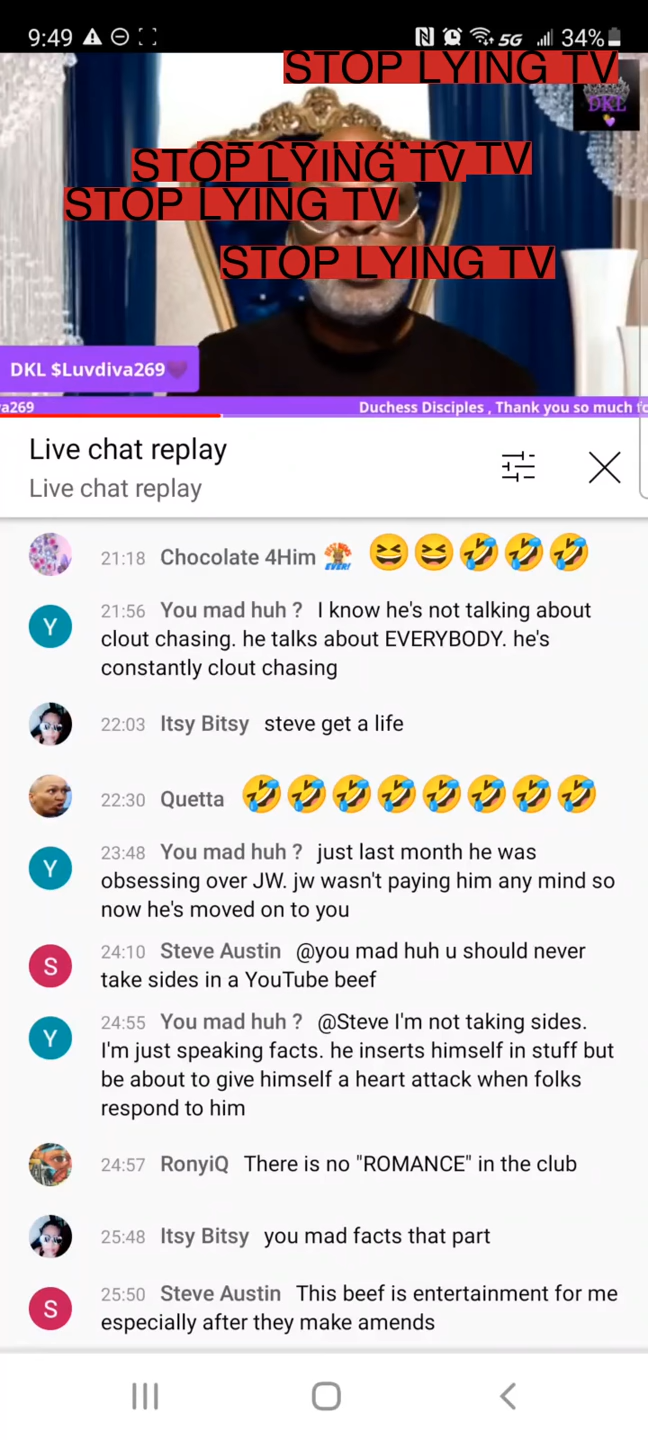 9:49
5G
34%
STOP LYING TV
DKL
STOP LYING TV
TV
STOP LYING TV
STOP LYING TV
DKL $Luvdiva269💜
a269
Duchess Disciples , Thank you so much fo
Live chat replay
Live chat replay
21:18 Chocolate 4Him 😆😆🤣🤣🤣
EVER!
21:56 You mad huh ? I know he's not talking about
clout chasing. he talks about EVERYBODY. he's
constantly clout chasing
22:03 Itsy Bitsy steve get a life
22:30 Quetta 🤣🤣🤣🤣🤣🤣🤣🤣
Y
23:48 You mad huh ? just last month he was
obsessing over JW. jw wasn't paying him any mind so
now he's moved on to you
Y
24:10 Steve Austin @you mad huh u should never
take sides in a YouTube beef
S
24:55 You mad huh ? @Steve I'm not taking sides.
I'm just speaking facts. he inserts himself in stuff but
be about to give himself a heart attack when folks
respond to him
Y
24:57 RonyiQ There is no "ROMANCE" in the club
25:48 Itsy Bitsy you mad facts that part
25:50 Steve Austin This beef is entertainment for me
especially after they make amends
S